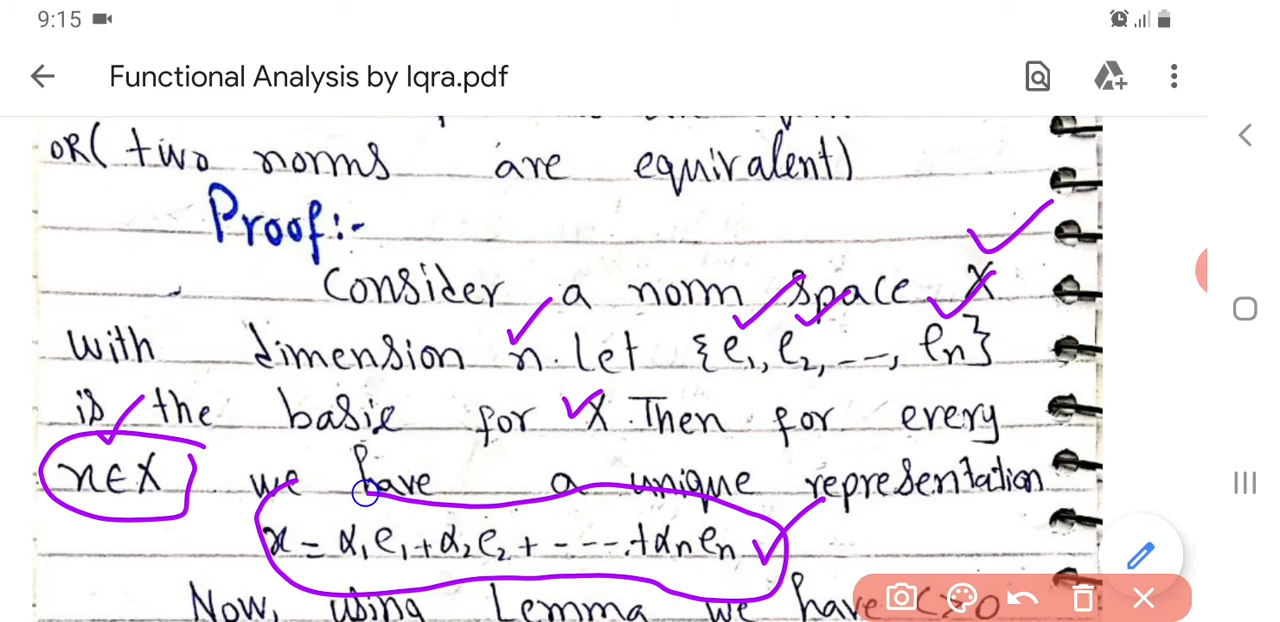 9:15
Functional Analysis by Iqra.pdf
OR( two norms are equivalent)
Proof:-
Consider a norm space X
with dimension n. Let {e₁, e₂, ---, en}
is the basic for X. Then for every
x∈X we have a unique representation
x = α₁e₁ + α₂e₂ + ---- + αnen
Now, using Lemma we have C>0